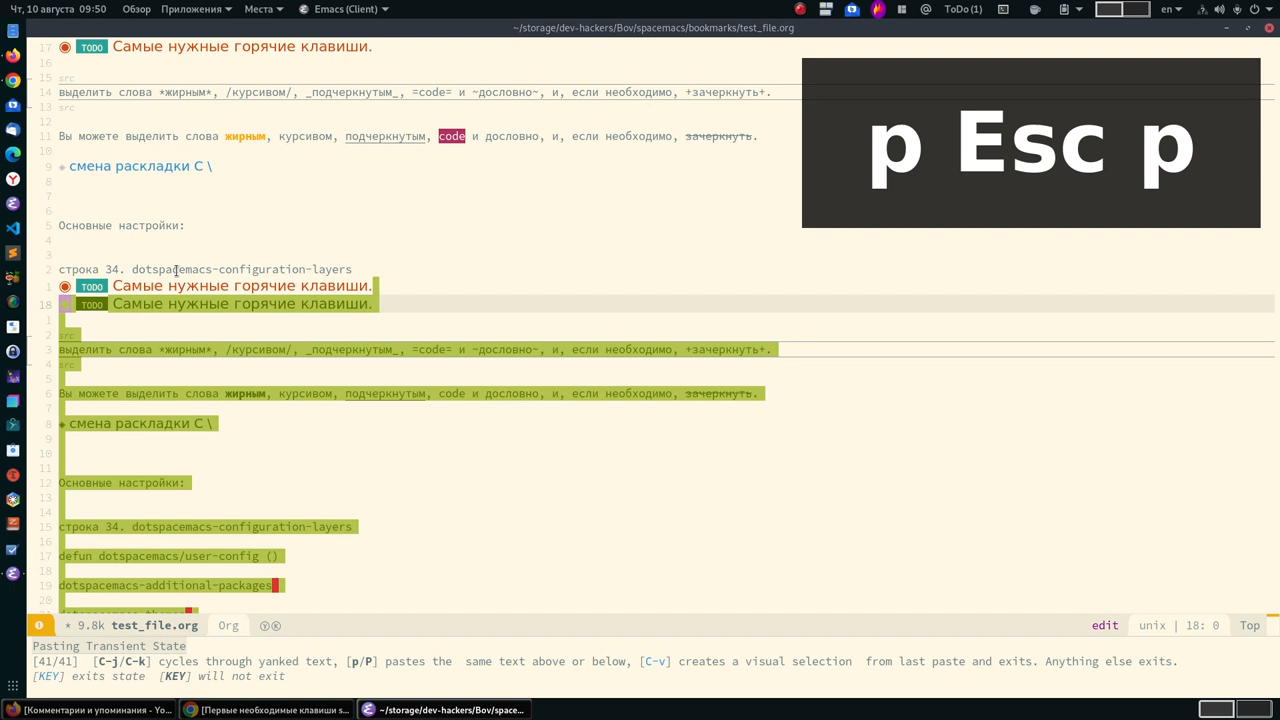 Чт, 10 августа 09:50 Обзор Приложения Места Emacs (Client) ToDo (1) en
~/storage/dev-hackers/Bov/spacemacs/bookmarks/test_file.org
17 TODO Самые нужные горячие клавиши.
16
15 src
14 выделить слова *жирным*, /курсивом/, _подчеркнутым_, =code= и ~дословно~, и, если необходимо, +зачеркнуть+.
13 src
12
11 Вы можете выделить слова жирным, курсивом, подчеркнутым, code и дословно, и, если необходимо, зачеркнуть.
10
9 смена раскладки C \
8
7
6
5 Основные настройки:
4
3
2 строка 34. dotspacemacs-configuration-layers
1 TODO Самые нужные горячие клавиши.
18 TODO Самые нужные горячие клавиши.
1
2 src
3 выделить слова *жирным*, /курсивом/, _подчеркнутым_, =code= и ~дословно~, и, если необходимо, +зачеркнуть+.
4 src
5
6 Вы можете выделить слова жирным, курсивом, подчеркнутым, code и дословно, и, если необходимо, зачеркнуть.
7
8 смена раскладки C \
9
10
11
12 Основные настройки:
13
14
15 строка 34. dotspacemacs-configuration-layers
16
17 defun dotspacemacs/user-config ()
18
19 dotspacemacs-additional-packages
20
p Esc p
* 9.8k test_file.org Org edit unix | 18: 0 Top
Pasting Transient State
[41/41] [C-j/C-k] cycles through yanked text, [p/P] pastes the same text above or below, [C-v] creates a visual selection from last paste and exits. Anything else exits.
[KEY] exits state [KEY] will not exit
[Комментарии и упоминания - Yo… [Первые необходимые клавиши s… ~/storage/dev-hackers/Bov/space…